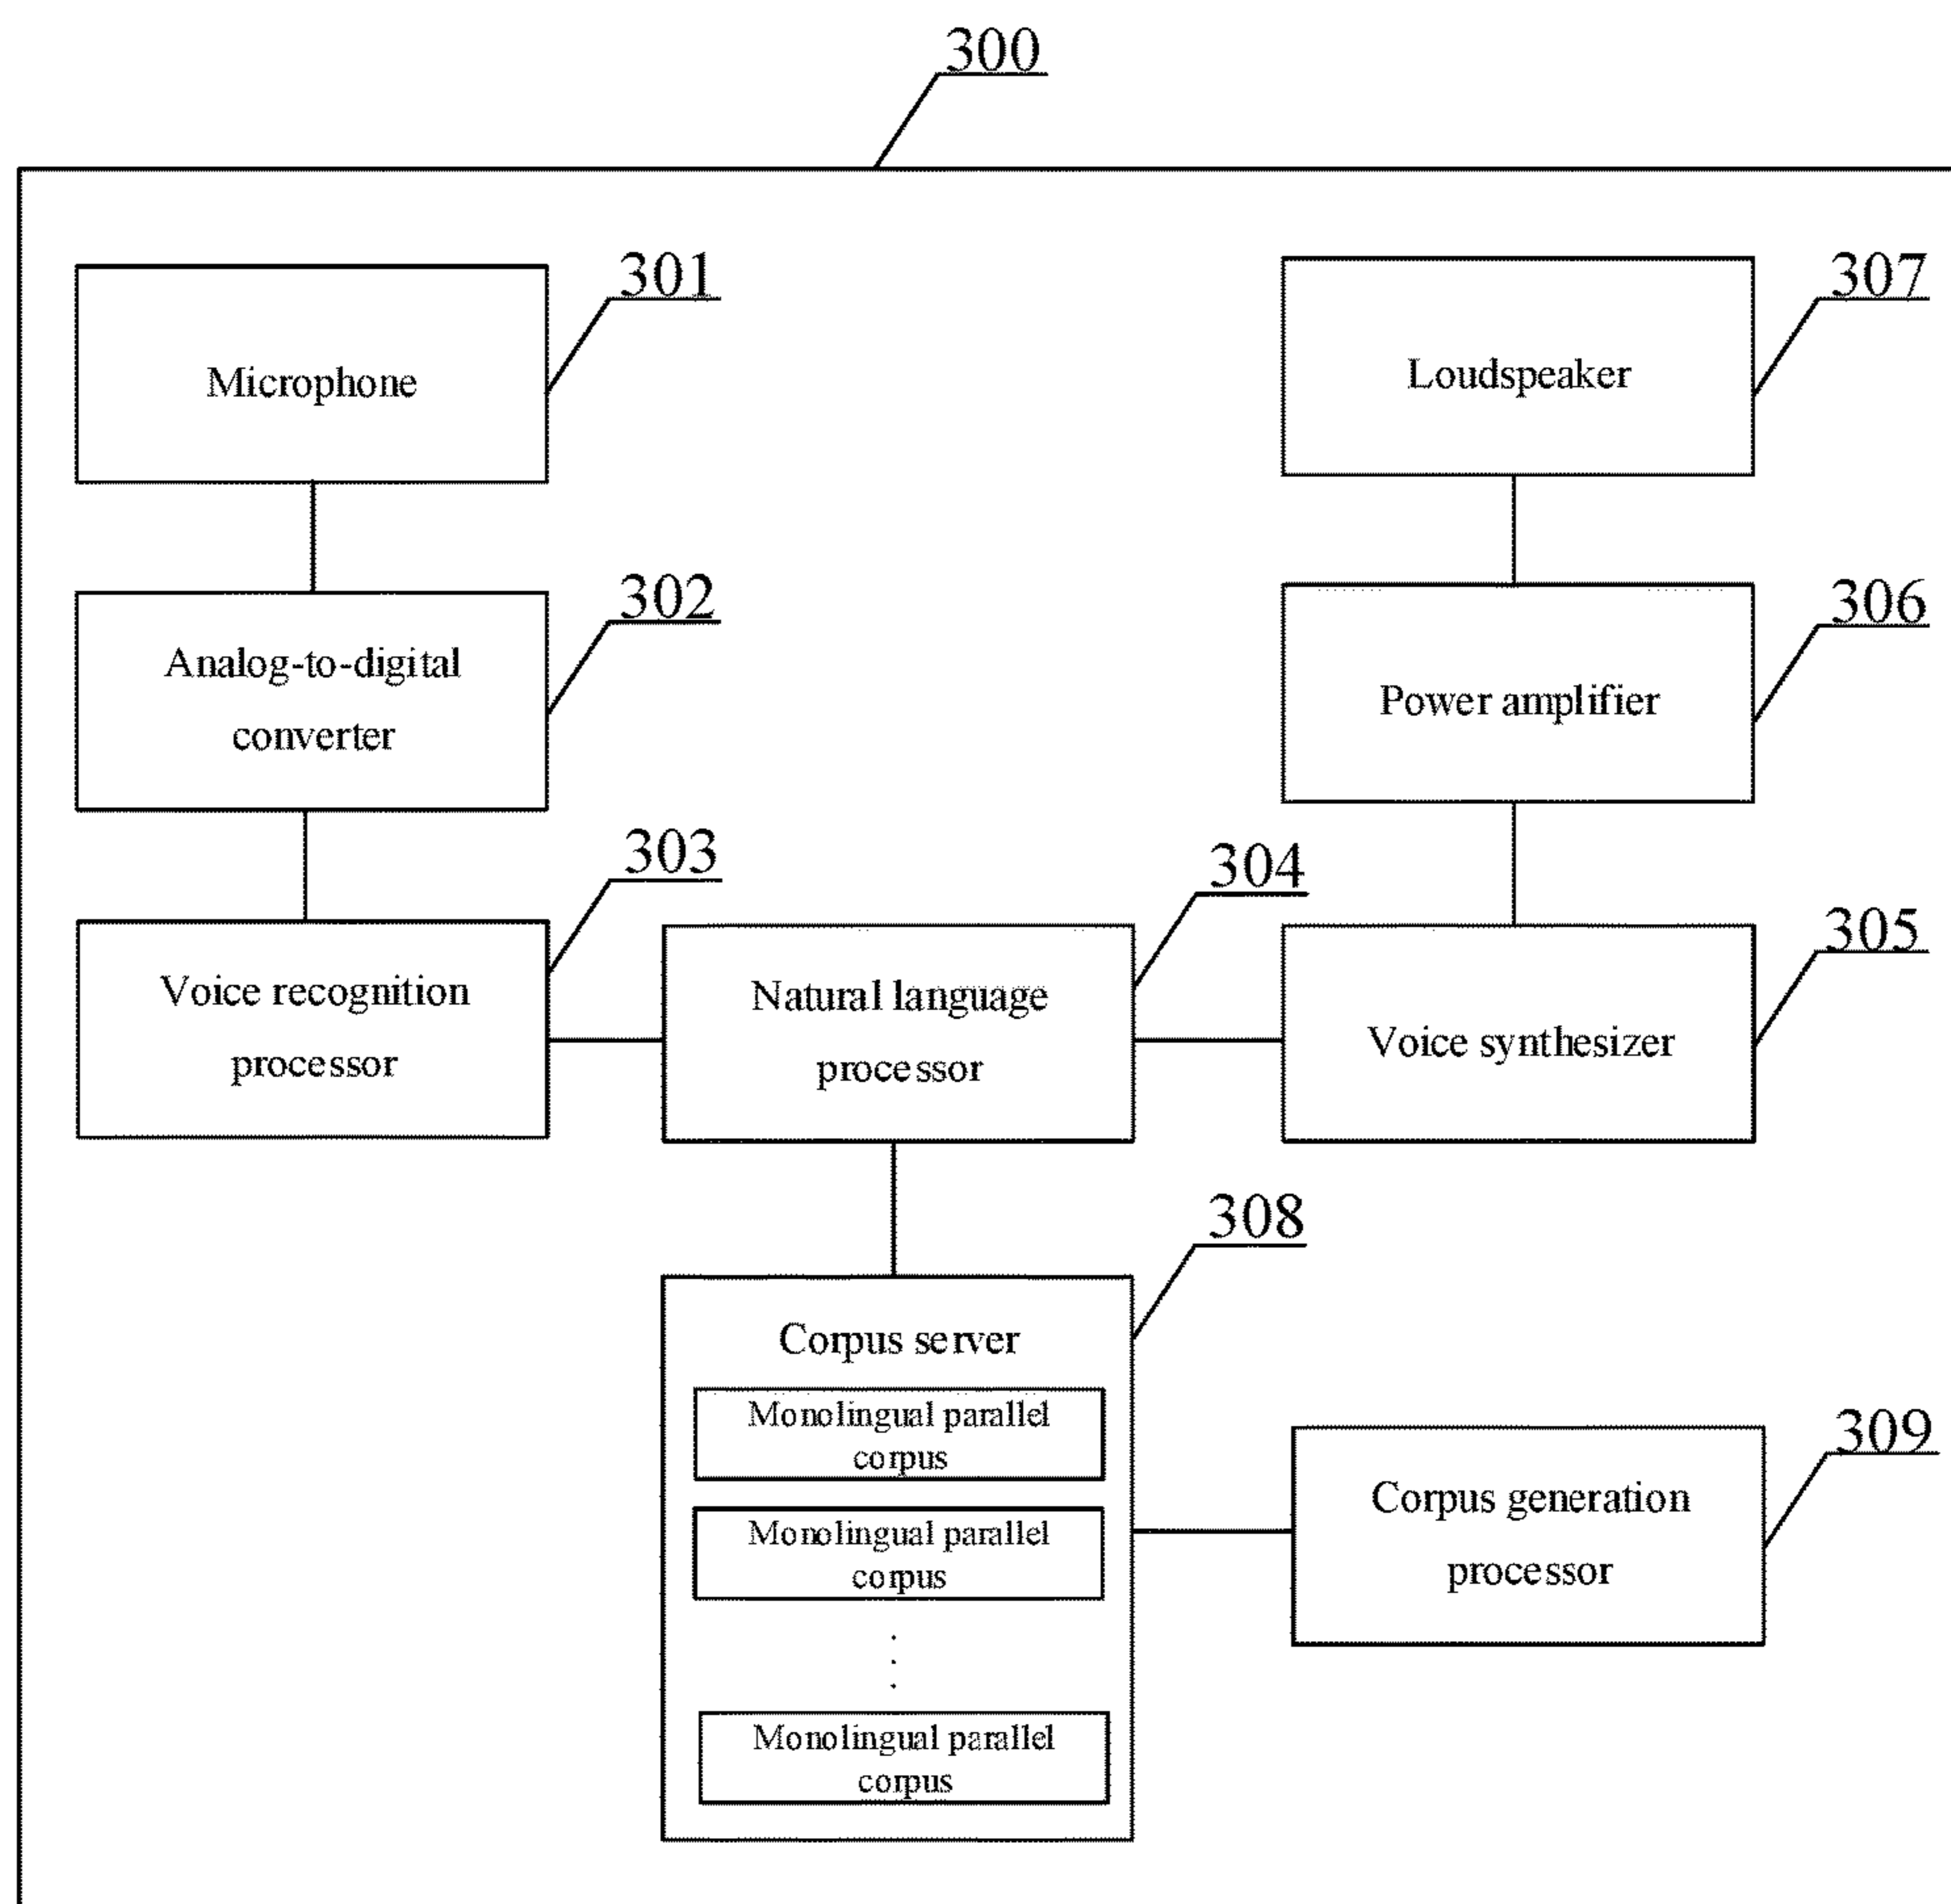 300
301
Microphone
307
Loudspeaker
302
Analog-to-digital
converter
306
Power amplifier
303
Voice recognition
processor
304
Natural language
processor
305
Voice synthesizer
308
Corpus server
Monolingual parallel
corpus
Monolingual parallel
corpus
.
.
.
Monolingual parallel
corpus
309
Corpus generation
processor